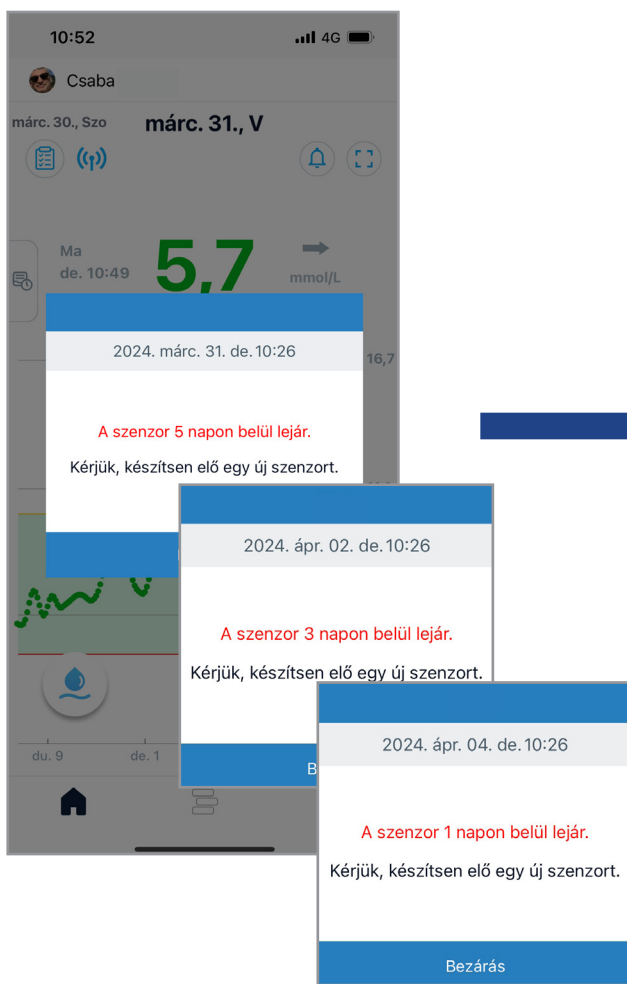 10:52
4G
Csaba
márc. 30., Szo
márc. 31., V
Ma
de. 10:49
5,7
mmol/L
2024. márc. 31. de. 10:26
16,7
A szenzor 5 napon belül lejár.
Kérjük, készítsen elő egy új szenzort.
2024. ápr. 02. de. 10:26
A szenzor 3 napon belül lejár.
Kérjük, készítsen elő egy új szenzort.
du. 9
de. 1
2024. ápr. 04. de. 10:26
A szenzor 1 napon belül lejár.
Kérjük, készítsen elő egy új szenzort.
Bezárás